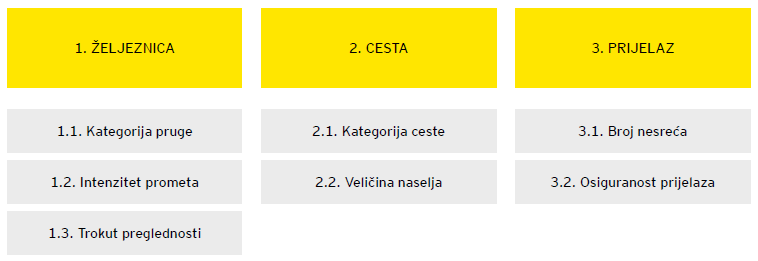 1. ŽELJEZNICA
1.1. Kategorija pruge
1.2. Intenzitet prometa
1.3. Trokut preglednosti
2. CESTA
2.1. Kategorija ceste
2.2. Veličina naselja
3. PRIJELAZ
3.1. Broj nesreća
3.2. Osiguranost prijelaza